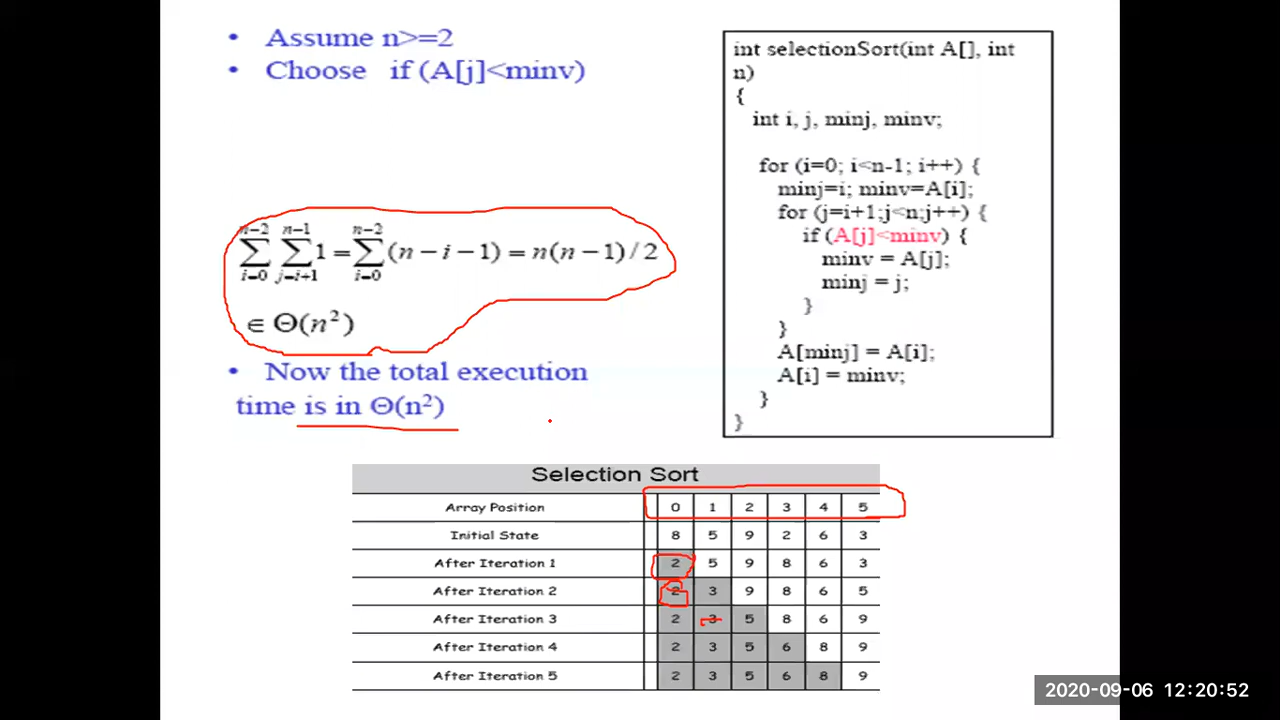 • Assume n>=2
• Choose if (A[j]<minv)
n−2 n−1 n−2
∑ ∑ 1 = ∑ (n − i − 1) = n(n − 1) / 2
i=0 j=i+1 i=0
∈ Θ(n²)
• Now the total execution
time is in Θ(n²)
int selectionSort(int A[], int
n)
{
int i, j, minj, minv;
for (i=0; i<n-1; i++) {
minj=i; minv=A[i];
for (j=i+1;j<n;j++) {
if (A[j]<minv) {
minv = A[j];
minj = j;
}
}
A[minj] = A[i];
A[i] = minv;
}
}
Selection Sort
Array Position 0 1 2 3 4 5
Initial State 8 5 9 2 6 3
After Iteration 1 2 5 9 8 6 3
After Iteration 2 2 3 9 8 6 5
After Iteration 3 2 3 5 8 6 9
After Iteration 4 2 3 5 6 8 9
After Iteration 5 2 3 5 6 8 9
2020-09-06 12:20:52